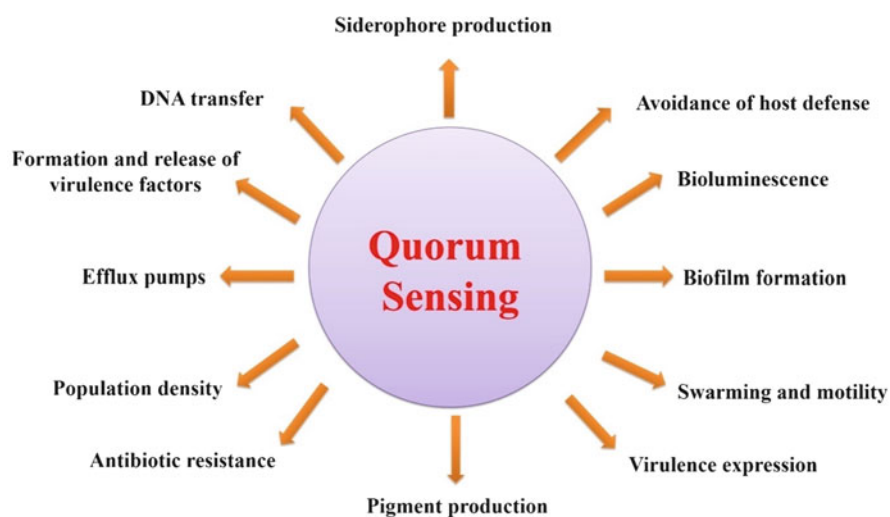 Siderophore production
DNA transfer
Avoidance of host defense
Formation and release of
virulence factors
Bioluminescence
Quorum
Sensing
Efflux pumps
Biofilm formation
Population density
Swarming and motility
Antibiotic resistance
Virulence expression
Pigment production